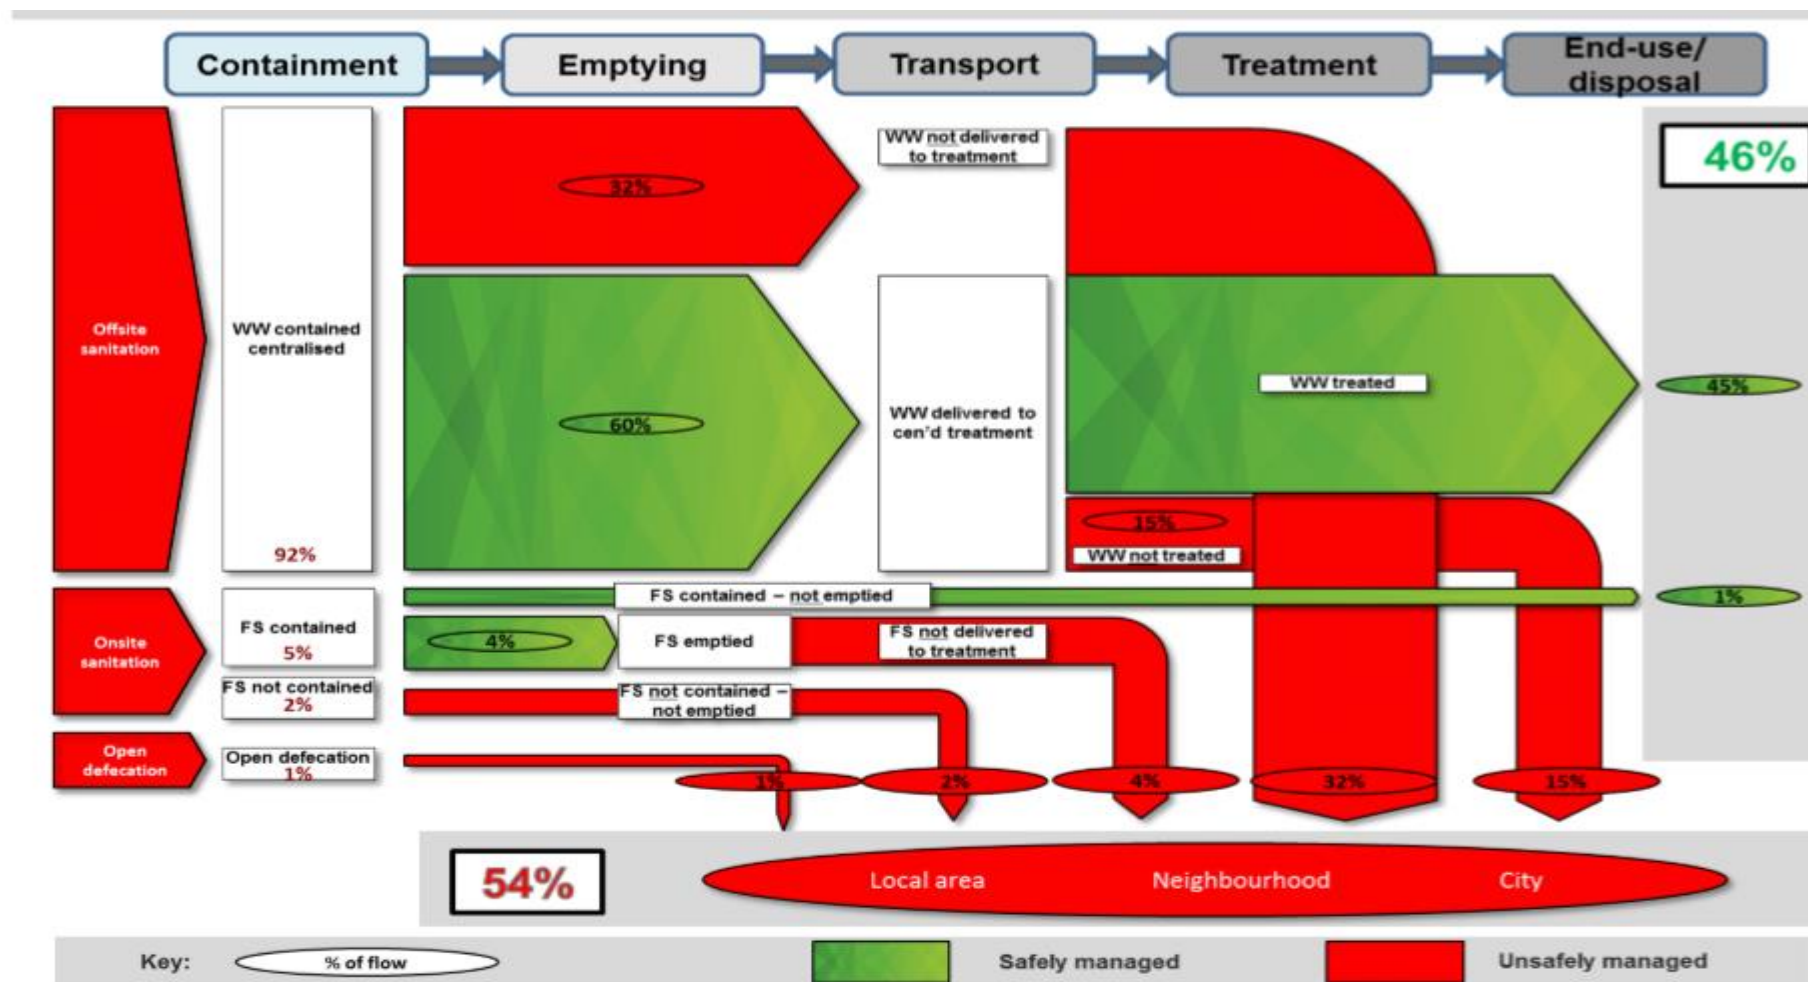 Containment
Emptying
Transport
Treatment
End-use/
disposal
Offsite
sanitation
WW contained
centralised
92%
32%
60%
WW not delivered
to treatment
WW delivered to
cen'd treatment
WW treated
15%
WW not treated
46%
45%
1%
Onsite
sanitation
FS contained
5%
FS not contained
2%
FS contained – not emptied
4%
FS emptied
FS not delivered
to treatment
FS not contained –
not emptied
Open
defecation
Open defecation
1%
1%
2%
4%
32%
15%
54%
Local area
Neighbourhood
City
Key:
% of flow
Safely managed
Unsafely managed